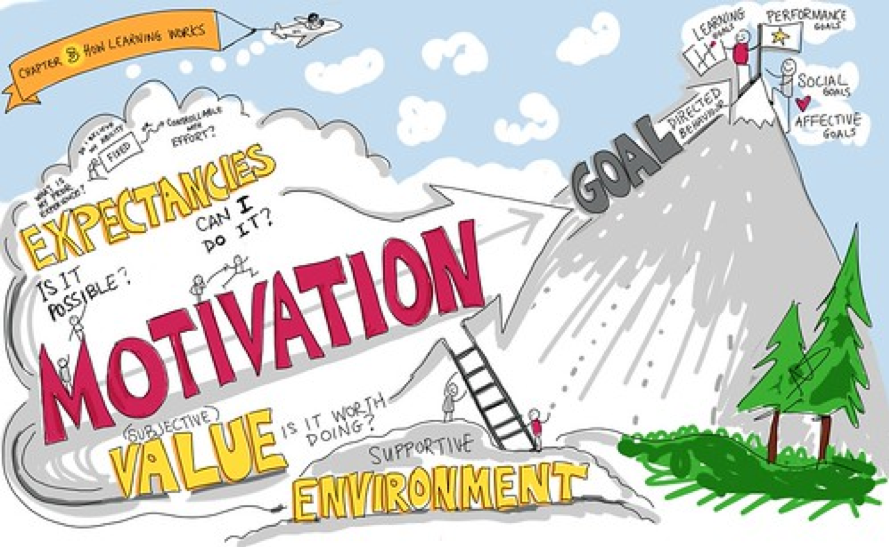 CHAPTER 3 HOW LEARNING WORKS
LEARNING
GOALS
PERFORMANCE
GOALS
SOCIAL
GOALS
AFFECTIVE
GOALS
DO I BELIEVE
MY ABILITY
FIXED
CONTROLLABLE
WITH
EFFORT?
WHAT IS
MY PRIOR
EXPERIENCE?
EXPECTANCIES
CAN I
DO IT?
IS IT
POSSIBLE?
GOAL
DIRECTED
BEHAVIOUR
MOTIVATION
(SUBJECTIVE)
VALUE
IS IT WORTH
DOING?
SUPPORTIVE
ENVIRONMENT